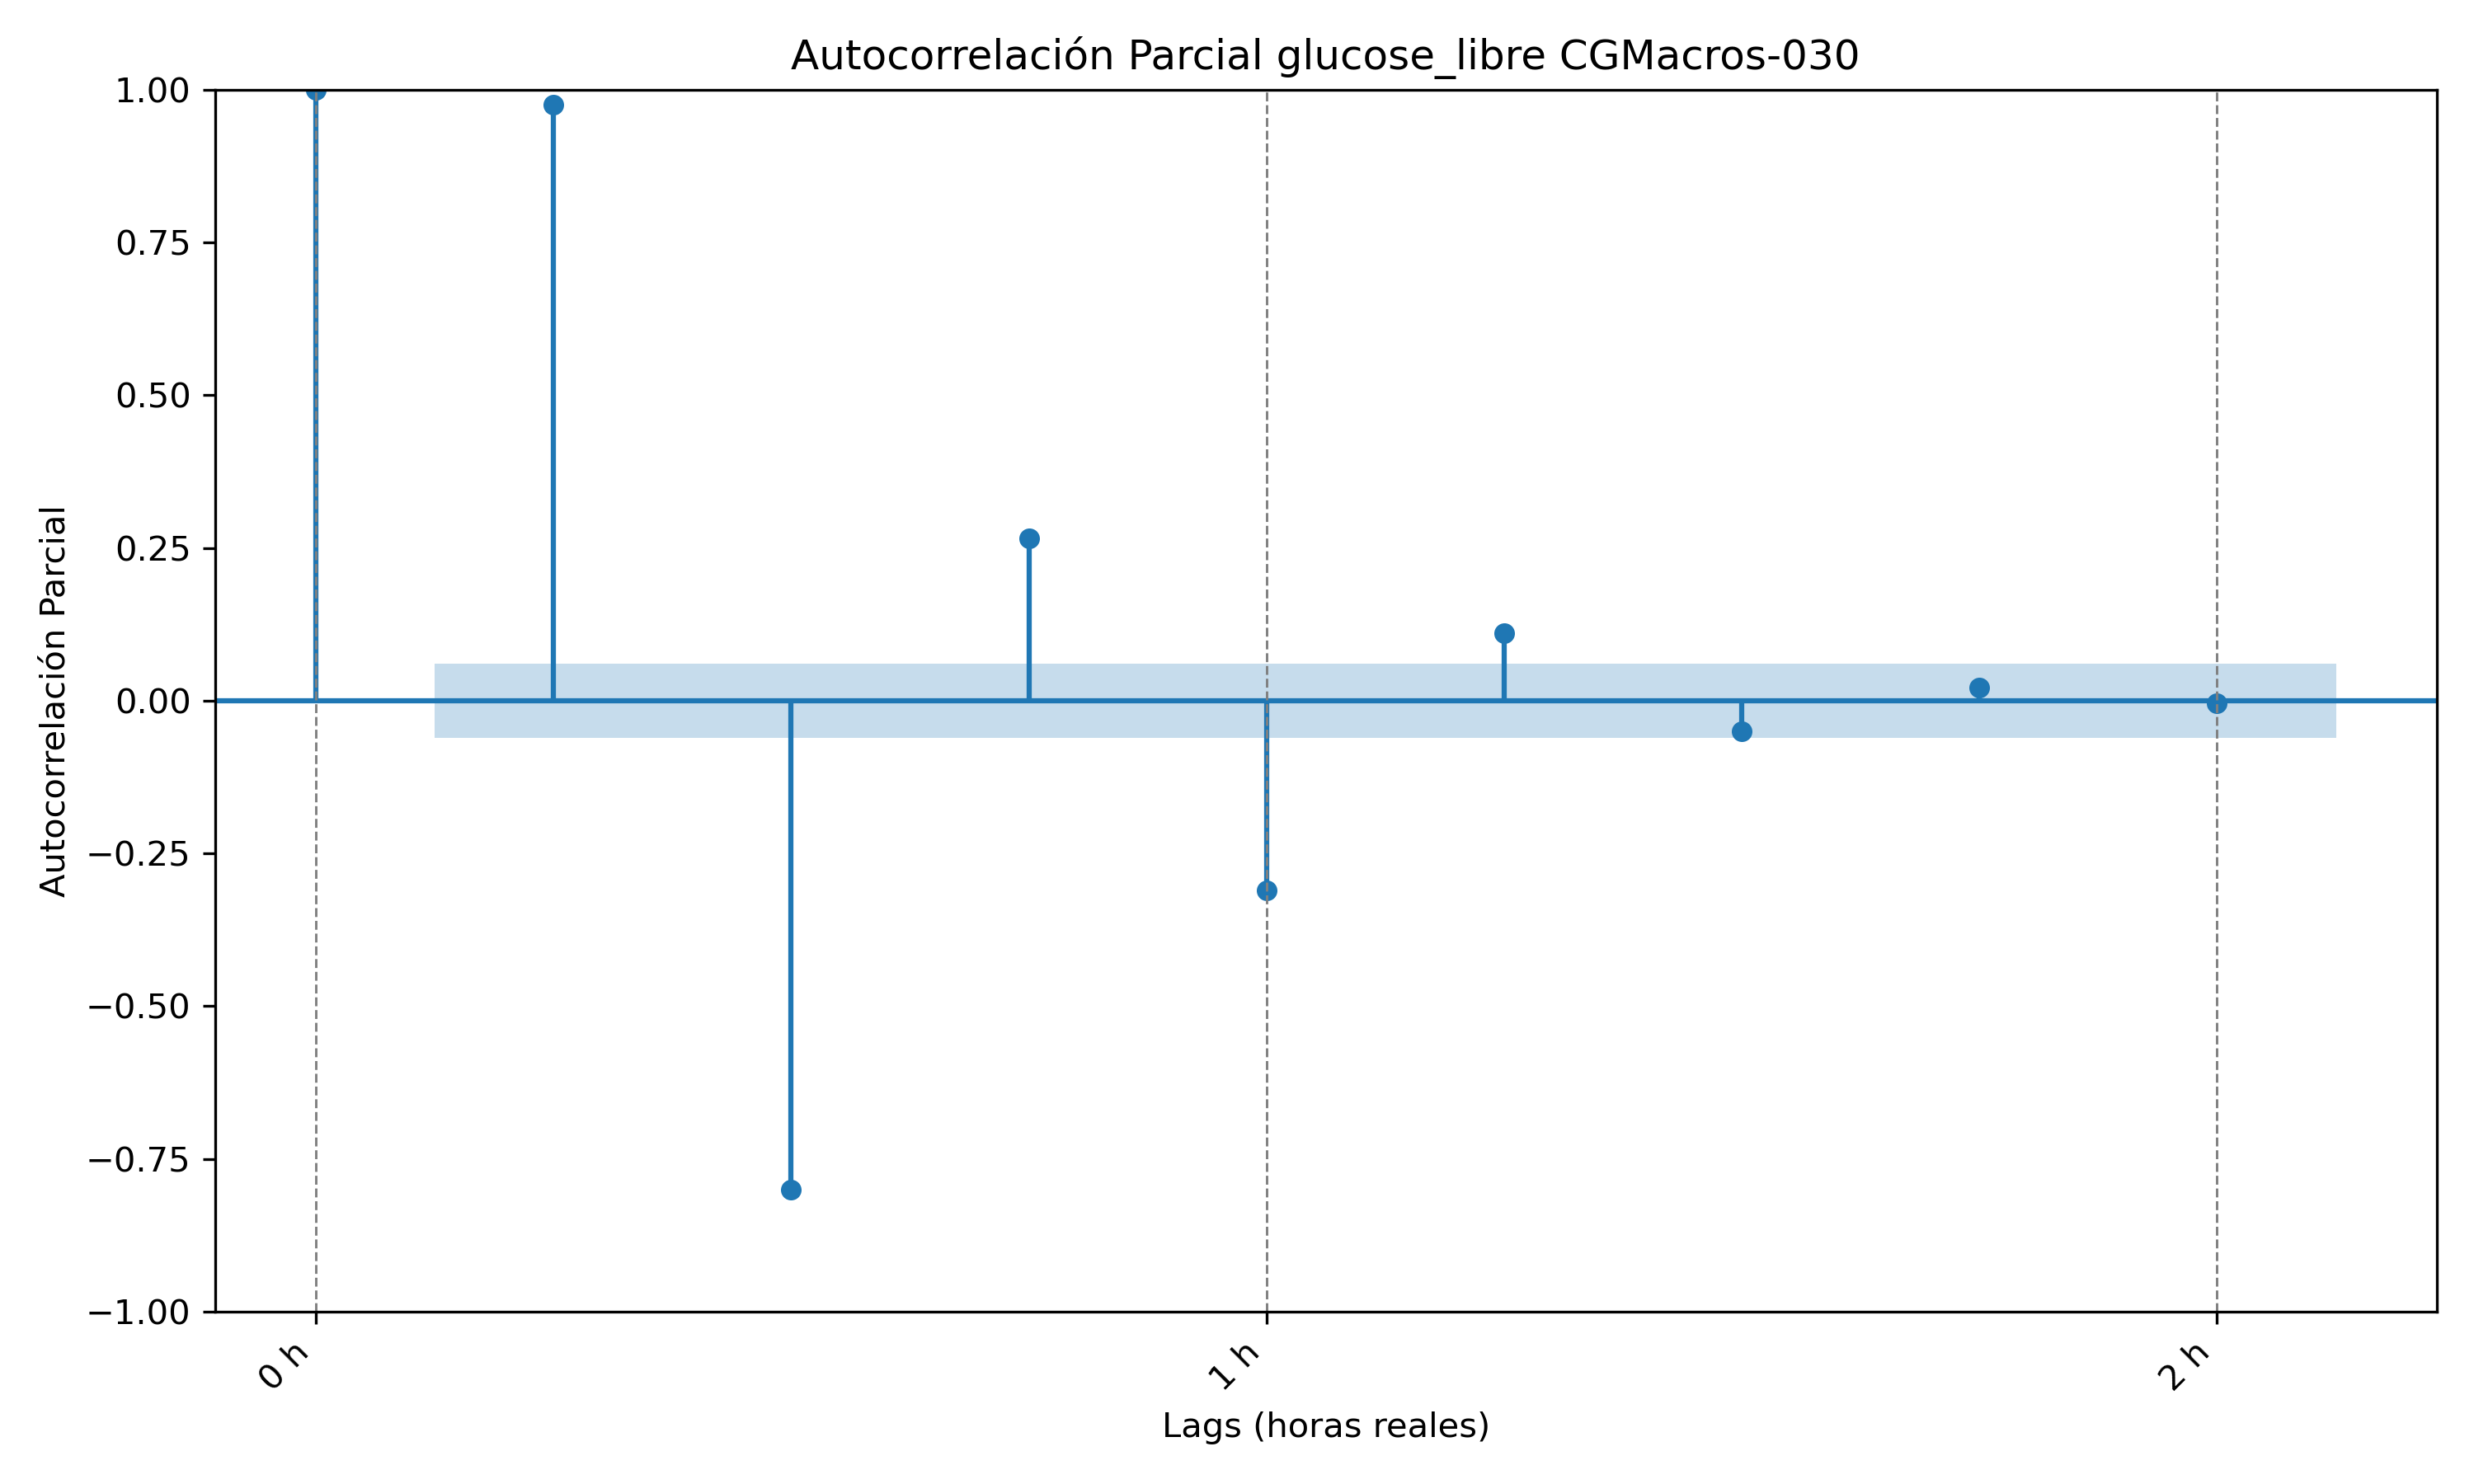 Autocorrelación Parcial glucose_libre CGMacros-030
Autocorrelación Parcial
1.00
0.75
0.50
0.25
0.00
−0.25
−0.50
−0.75
−1.00
0 h
1 h
2 h
Lags (horas reales)